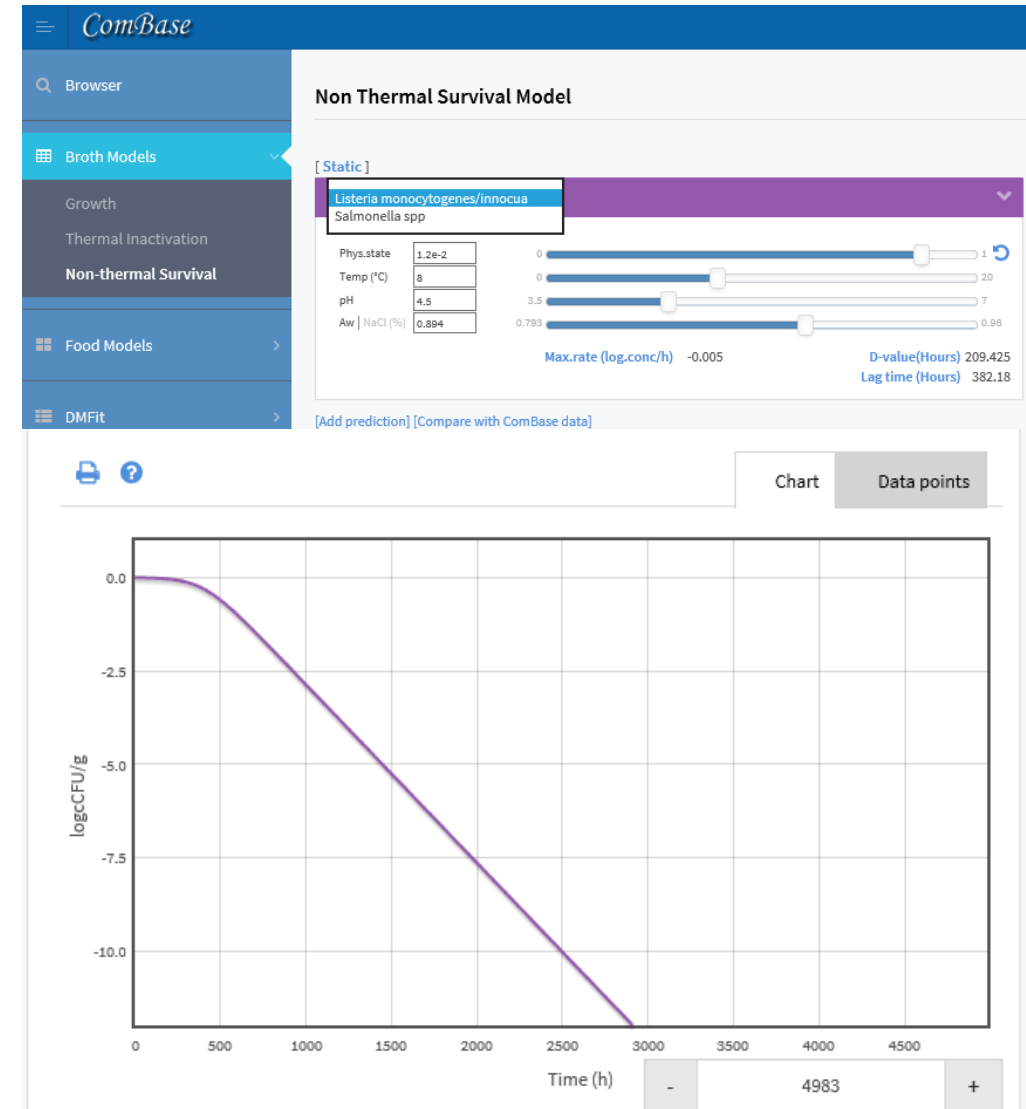 ComBase
Browser
Broth Models
Growth
Thermal Inactivation
Non-thermal Survival
Food Models
DMFit
Non Thermal Survival Model
[ Static ]
Listeria monocytogenes/innocua
Salmonella spp
Phys.state 1.2e-2 0 1
Temp (°C) 8 0 20
pH 4.5 3.5 7
Aw | NaCl (%) 0.894 0.793 0.96
Max.rate (log.conc/h) -0.005 D-value(Hours) 209.425
Lag time (Hours) 382.18
[Add prediction] [Compare with ComBase data]
Chart Data points
0.0
-2.5
-5.0
-7.5
-10.0
logcCFU/g
0 500 1000 1500 2000 2500 3000 3500 4000 4500
Time (h) - 4983 +